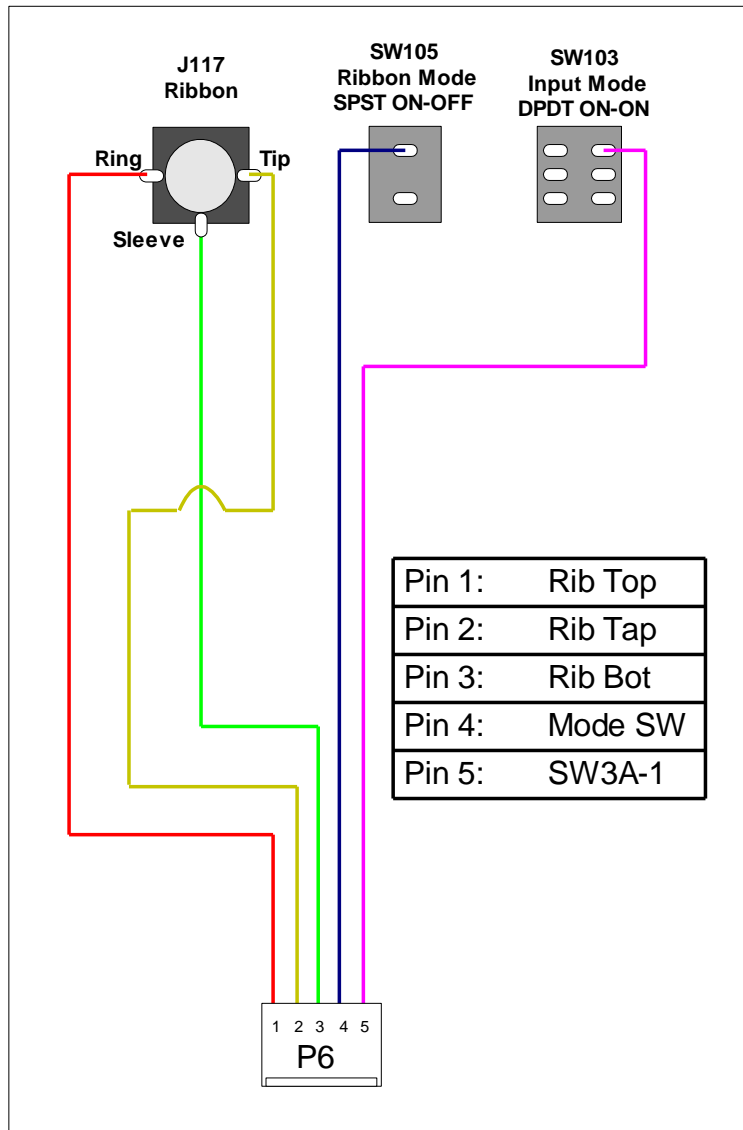 J117
Ribbon
SW105
Ribbon Mode
SPST ON-OFF
SW103
Input Mode
DPDT ON-ON
Ring
Tip
Sleeve
Pin 1: Rib Top
Pin 2: Rib Tap
Pin 3: Rib Bot
Pin 4: Mode SW
Pin 5: SW3A-1
1 2 3 4 5
P6